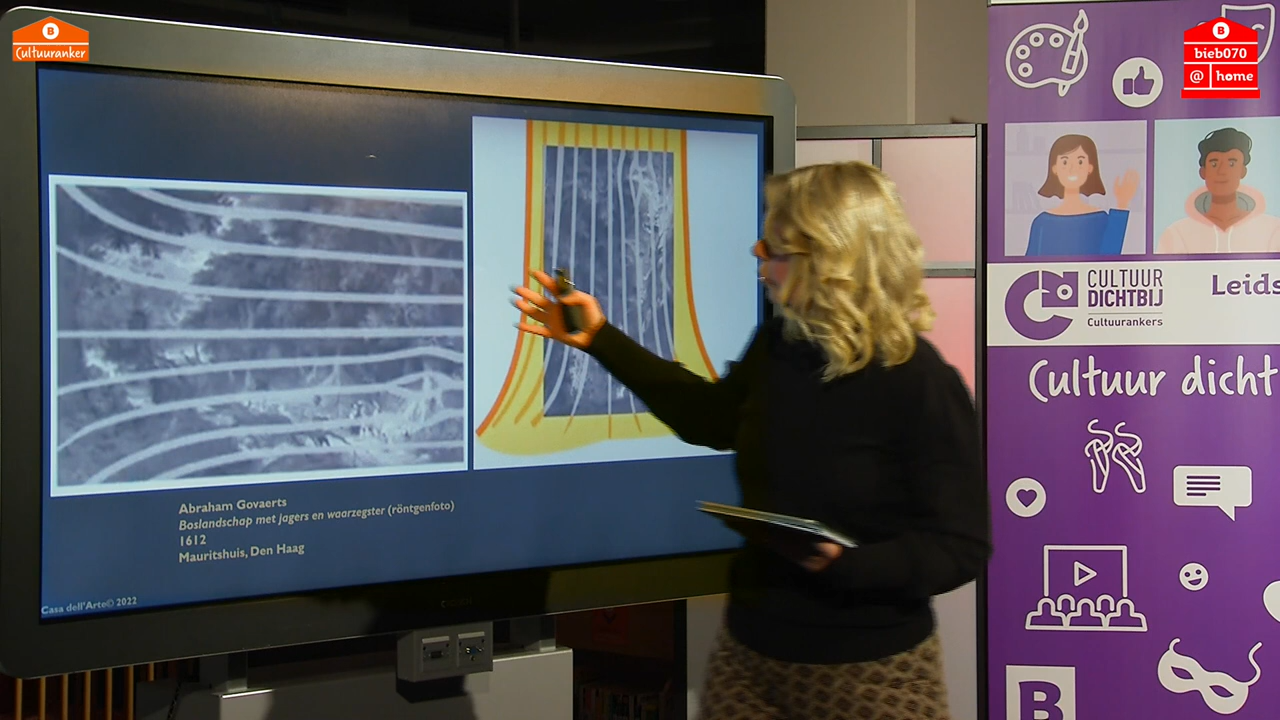 B
Cultuuranker
B
bieb070
@ home
Abraham Govaerts
Boslandschap met jagers en waarzegster (röntgenfoto)
1612
Mauritshuis, Den Haag
Casa dell'Arte© 2022
CULTUUR
DICHTBIJ
Cultuurankers
Leids
Cultuur dicht
B